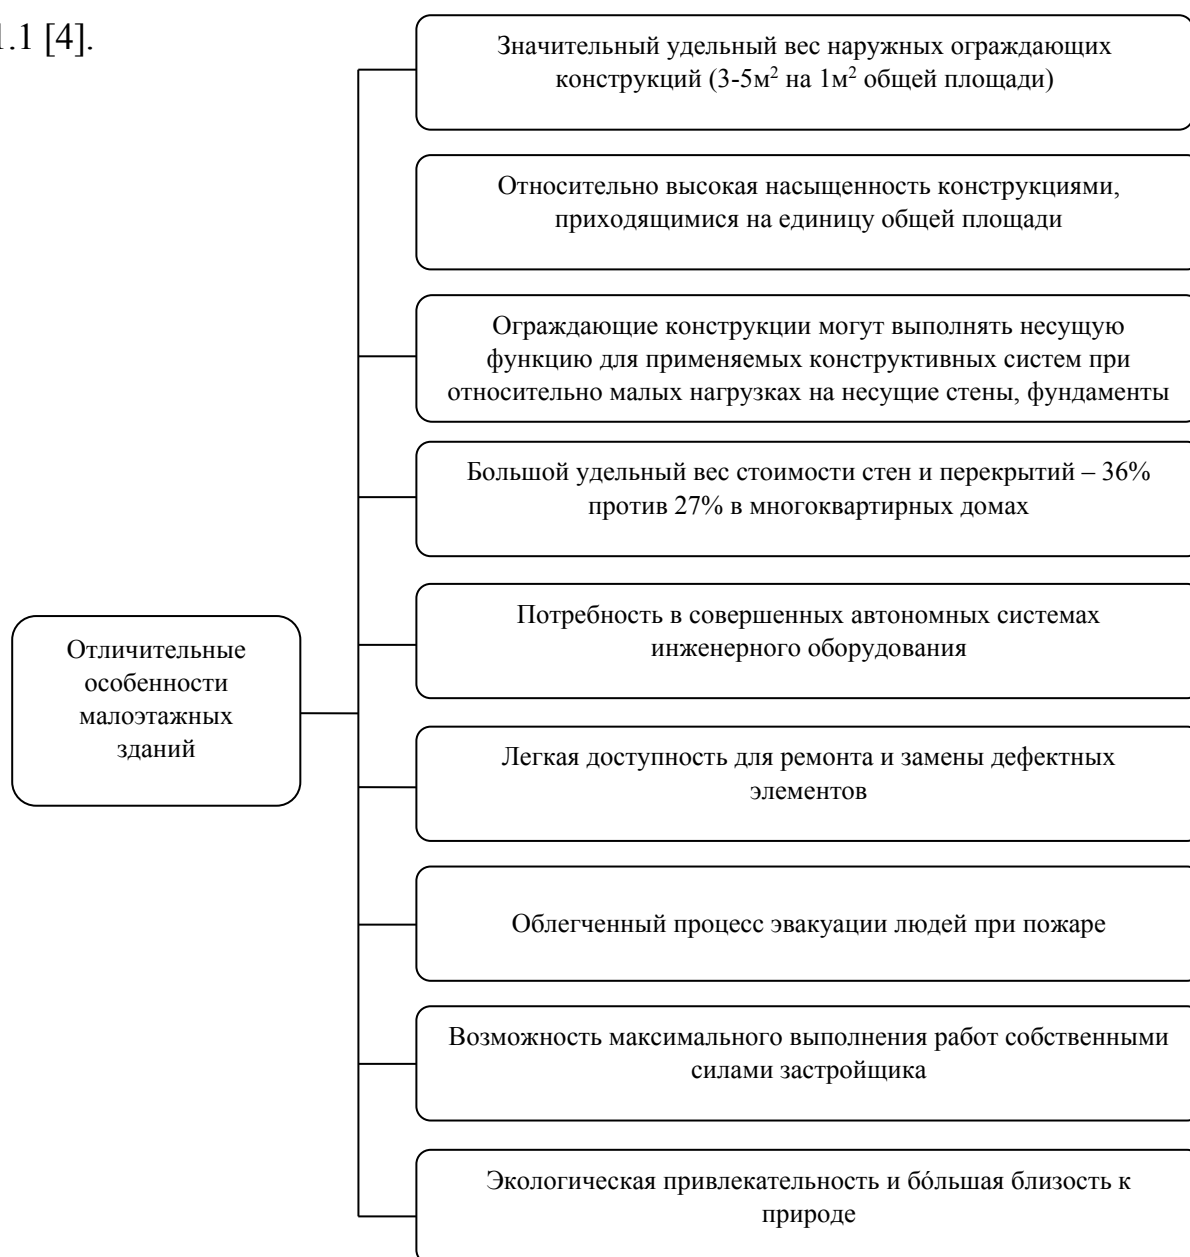 1.1 [4].
Значительный удельный вес наружных ограждающих
конструкций (3-5м² на 1м² общей площади)
Относительно высокая насыщенность конструкциями,
приходящимися на единицу общей площади
Ограждающие конструкции могут выполнять несущую
функцию для применяемых конструктивных систем при
относительно малых нагрузках на несущие стены, фундаменты
Большой удельный вес стоимости стен и перекрытий – 36%
против 27% в многоквартирных домах
Потребность в совершенных автономных системах
инженерного оборудования
Отличительные
особенности
малоэтажных
зданий
Легкая доступность для ремонта и замены дефектных
элементов
Облегченный процесс эвакуации людей при пожаре
Возможность максимального выполнения работ собственными
силами застройщика
Экологическая привлекательность и бо́льшая близость к
природе